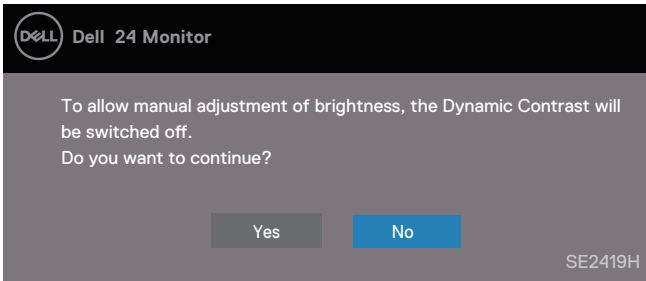 DELL Dell 24 Monitor
To allow manual adjustment of brightness, the Dynamic Contrast will
be switched off.
Do you want to continue?
Yes No
SE2419H